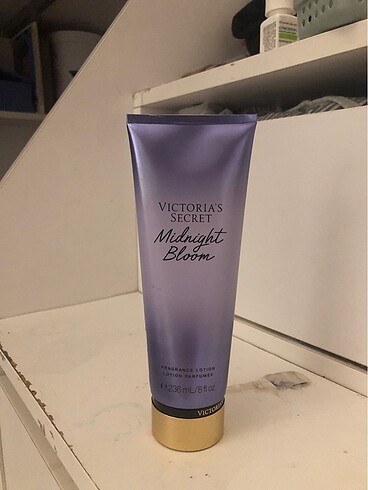 VICTORIA'S
SECRET
Midnight
Bloom
FRAGRANCE LOTION
LOTION PARFUMÉE
236 mL/8 fl oz
VICTORIA